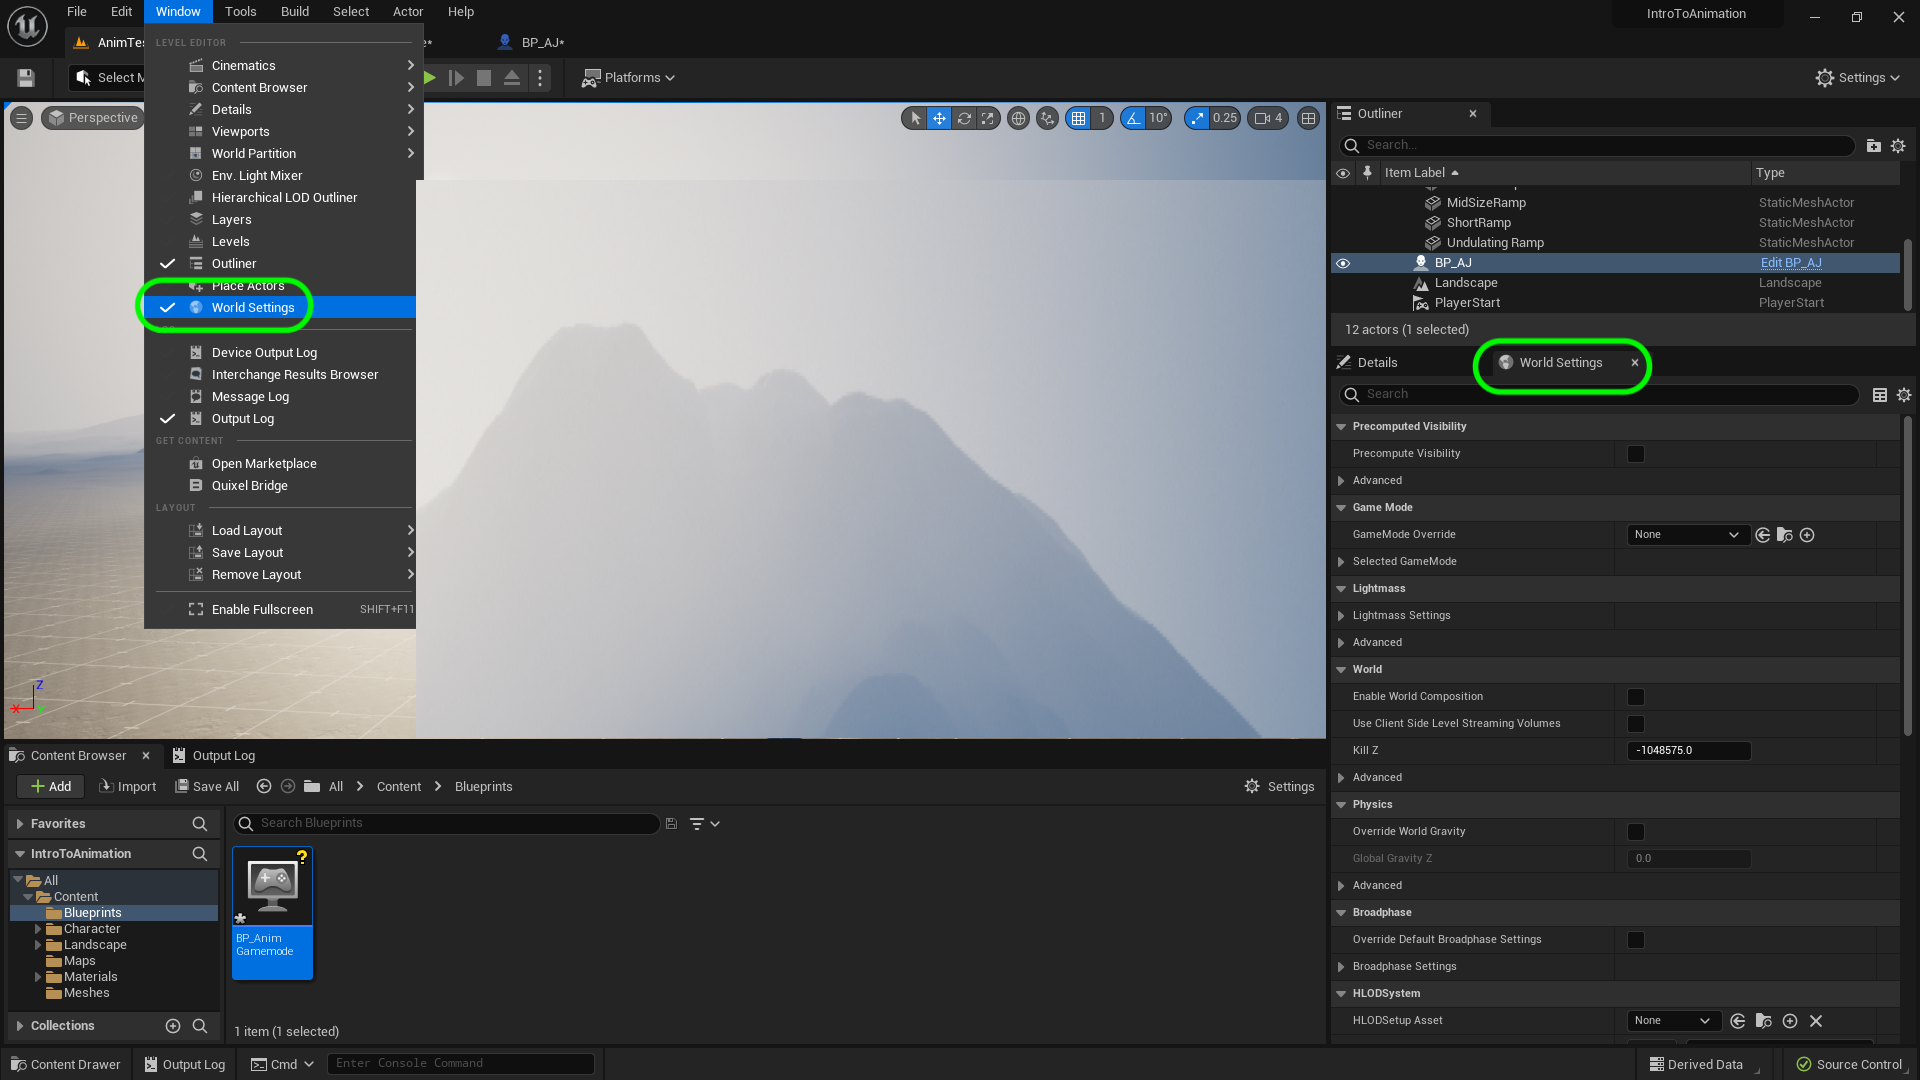 File Edit Window Tools Build Select Actor Help
IntroToAnimation
AnimTes
e*
BP_AJ*
Select M
Platforms
Settings
LEVEL EDITOR
Cinematics
Content Browser
Details
Viewports
World Partition
Env. Light Mixer
Hierarchical LOD Outliner
Layers
Levels
Outliner
Place Actors
World Settings
Device Output Log
Interchange Results Browser
Message Log
Output Log
GET CONTENT
Open Marketplace
Quixel Bridge
LAYOUT
Load Layout
Save Layout
Remove Layout
Enable Fullscreen SHIFT+F11
Perspective
1 10° 0.25 4
Z
X
Outliner
Search...
Item Label Type
MidSizeRamp StaticMeshActor
ShortRamp StaticMeshActor
Undulating Ramp StaticMeshActor
BP_AJ Edit BP_AJ
Landscape Landscape
PlayerStart PlayerStart
12 actors (1 selected)
Details World Settings
Search
Precomputed Visibility
Precompute Visibility
Advanced
Game Mode
GameMode Override None
Selected GameMode
Lightmass
Lightmass Settings
Advanced
World
Enable World Composition
Use Client Side Level Streaming Volumes
Kill Z -1048575.0
Advanced
Physics
Override World Gravity
Global Gravity Z 0.0
Advanced
Broadphase
Override Default Broadphase Settings
Broadphase Settings
HLODSystem
HLODSetup Asset None
Content Browser Output Log
Add Import Save All All Content Blueprints Settings
Favorites
IntroToAnimation
All
Content
Blueprints
Character
Landscape
Maps
Materials
Meshes
Collections
Search Blueprints
?
BP_Anim
Gamemode
1 item (1 selected)
Content Drawer Output Log Cmd Enter Console Command Derived Data Source Control